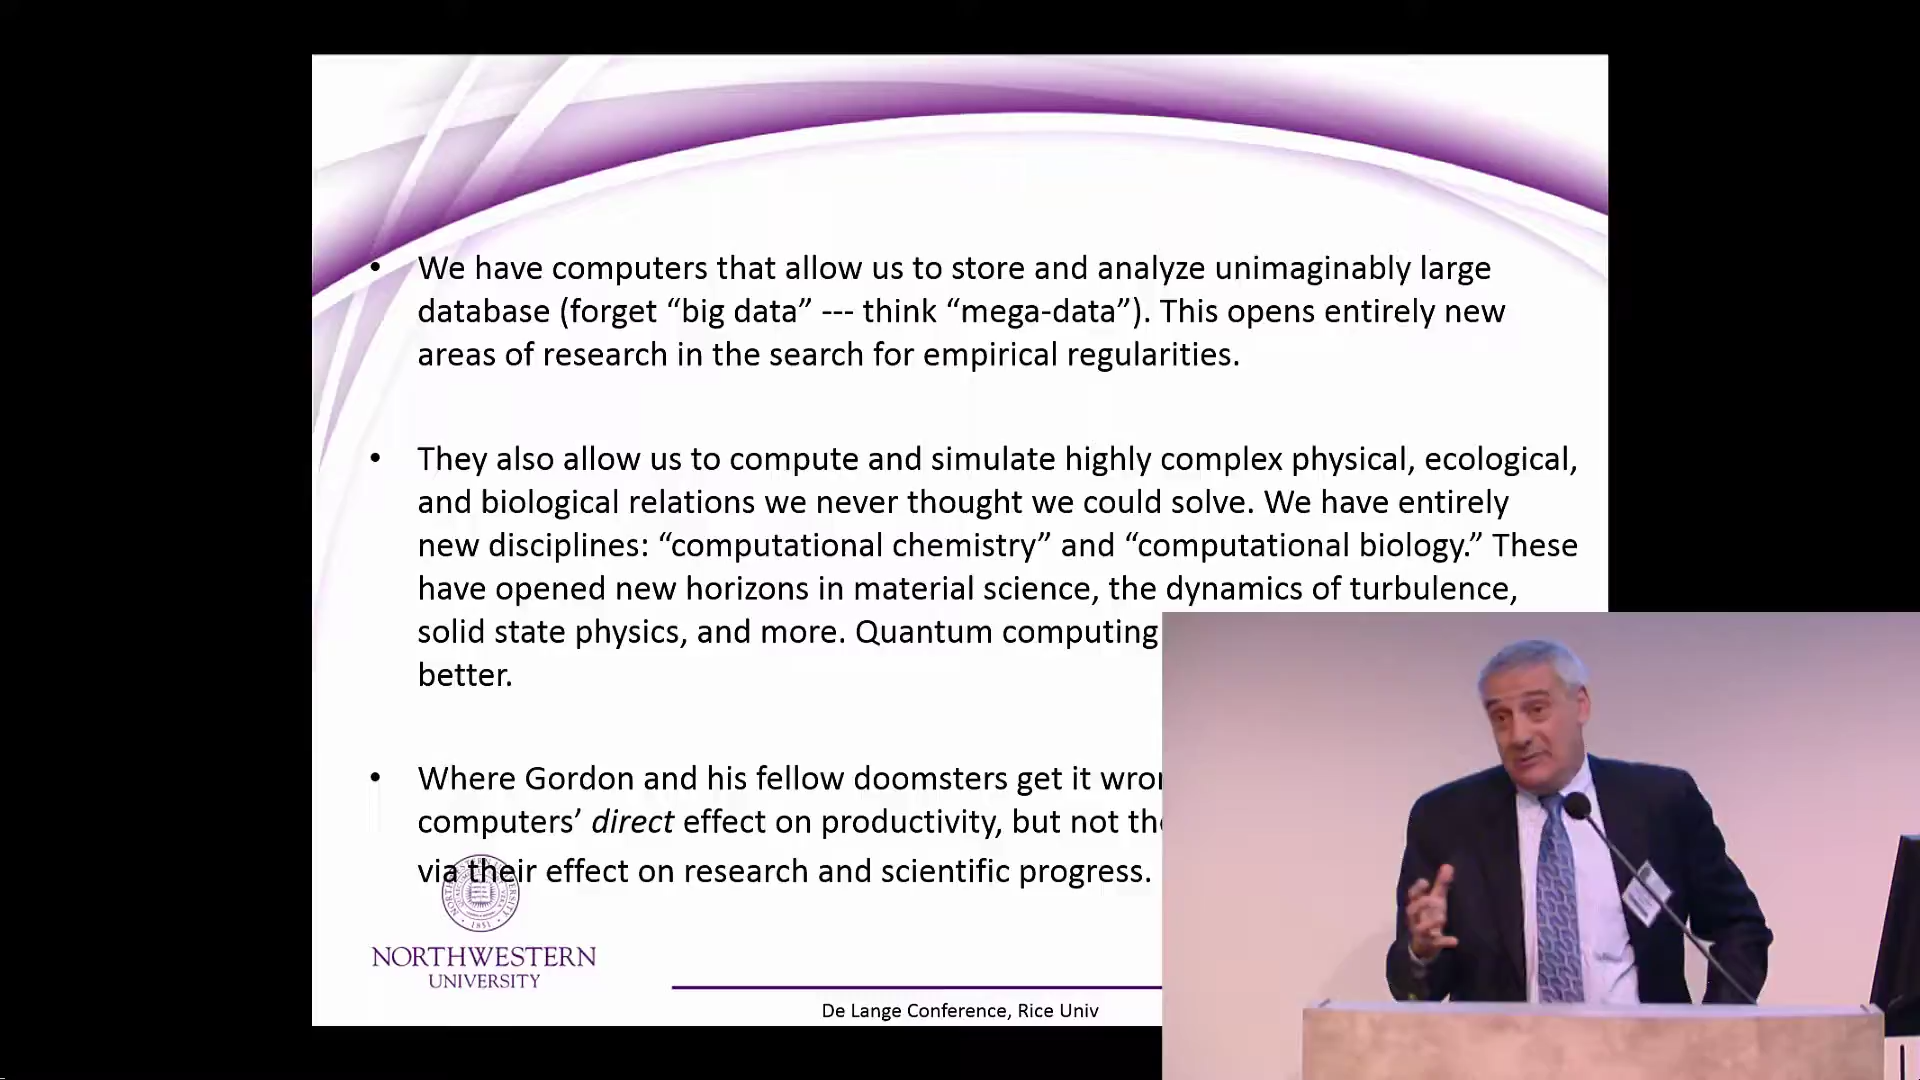 • We have computers that allow us to store and analyze unimaginably large
database (forget “big data” --- think “mega-data”). This opens entirely new
areas of research in the search for empirical regularities.
• They also allow us to compute and simulate highly complex physical, ecological,
and biological relations we never thought we could solve. We have entirely
new disciplines: “computational chemistry” and “computational biology.” These
have opened new horizons in material science, the dynamics of turbulence,
solid state physics, and more. Quantum computing
better.
• Where Gordon and his fellow doomsters get it
computers’ direct effect on productivity, but not
via their effect on research and scientific progress.
1851
NORTHWESTERN
UNIVERSITY
De Lange Conference, Rice Univ